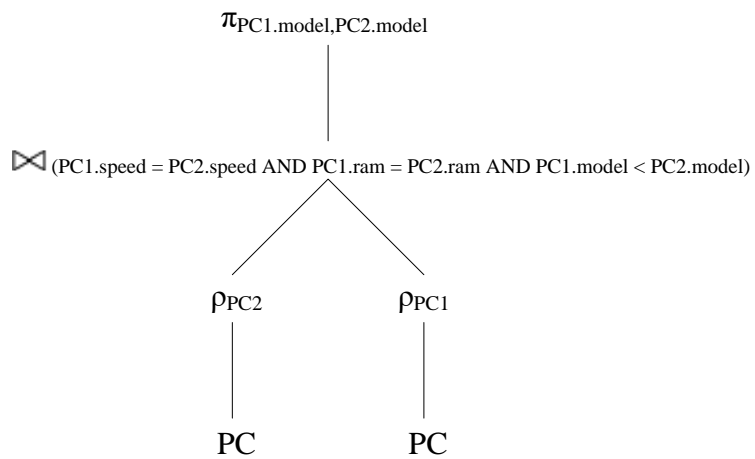 πPC1.model,PC2.model
⋈ (PC1.speed = PC2.speed AND PC1.ram = PC2.ram AND PC1.model < PC2.model)
ρPC2 ρPC1
PC PC